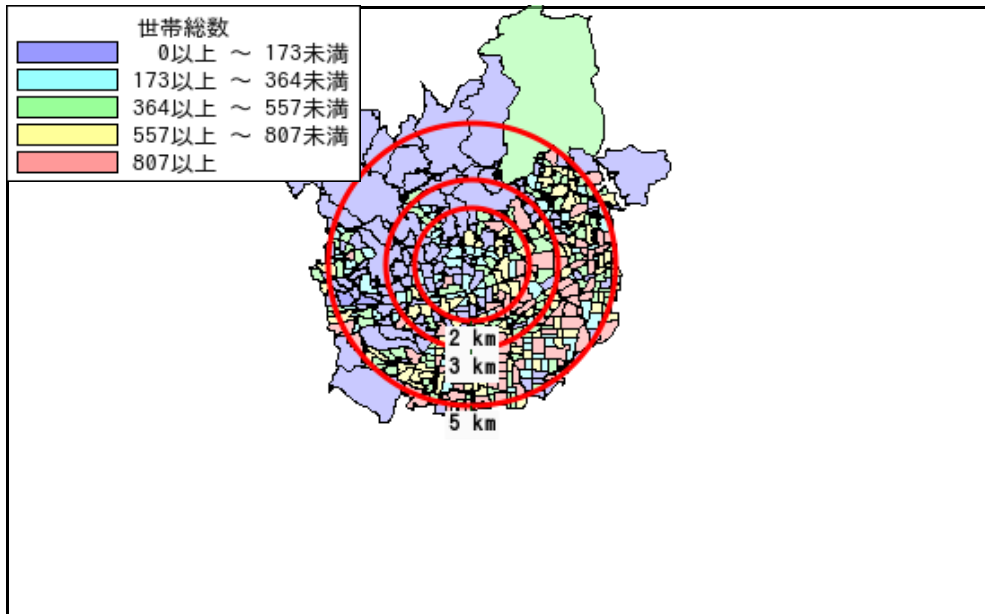 世帯総数
0以上 ～ 173未満
173以上 ～ 364未満
364以上 ～ 557未満
557以上 ～ 807未満
807以上
2 km
3 km
5 km